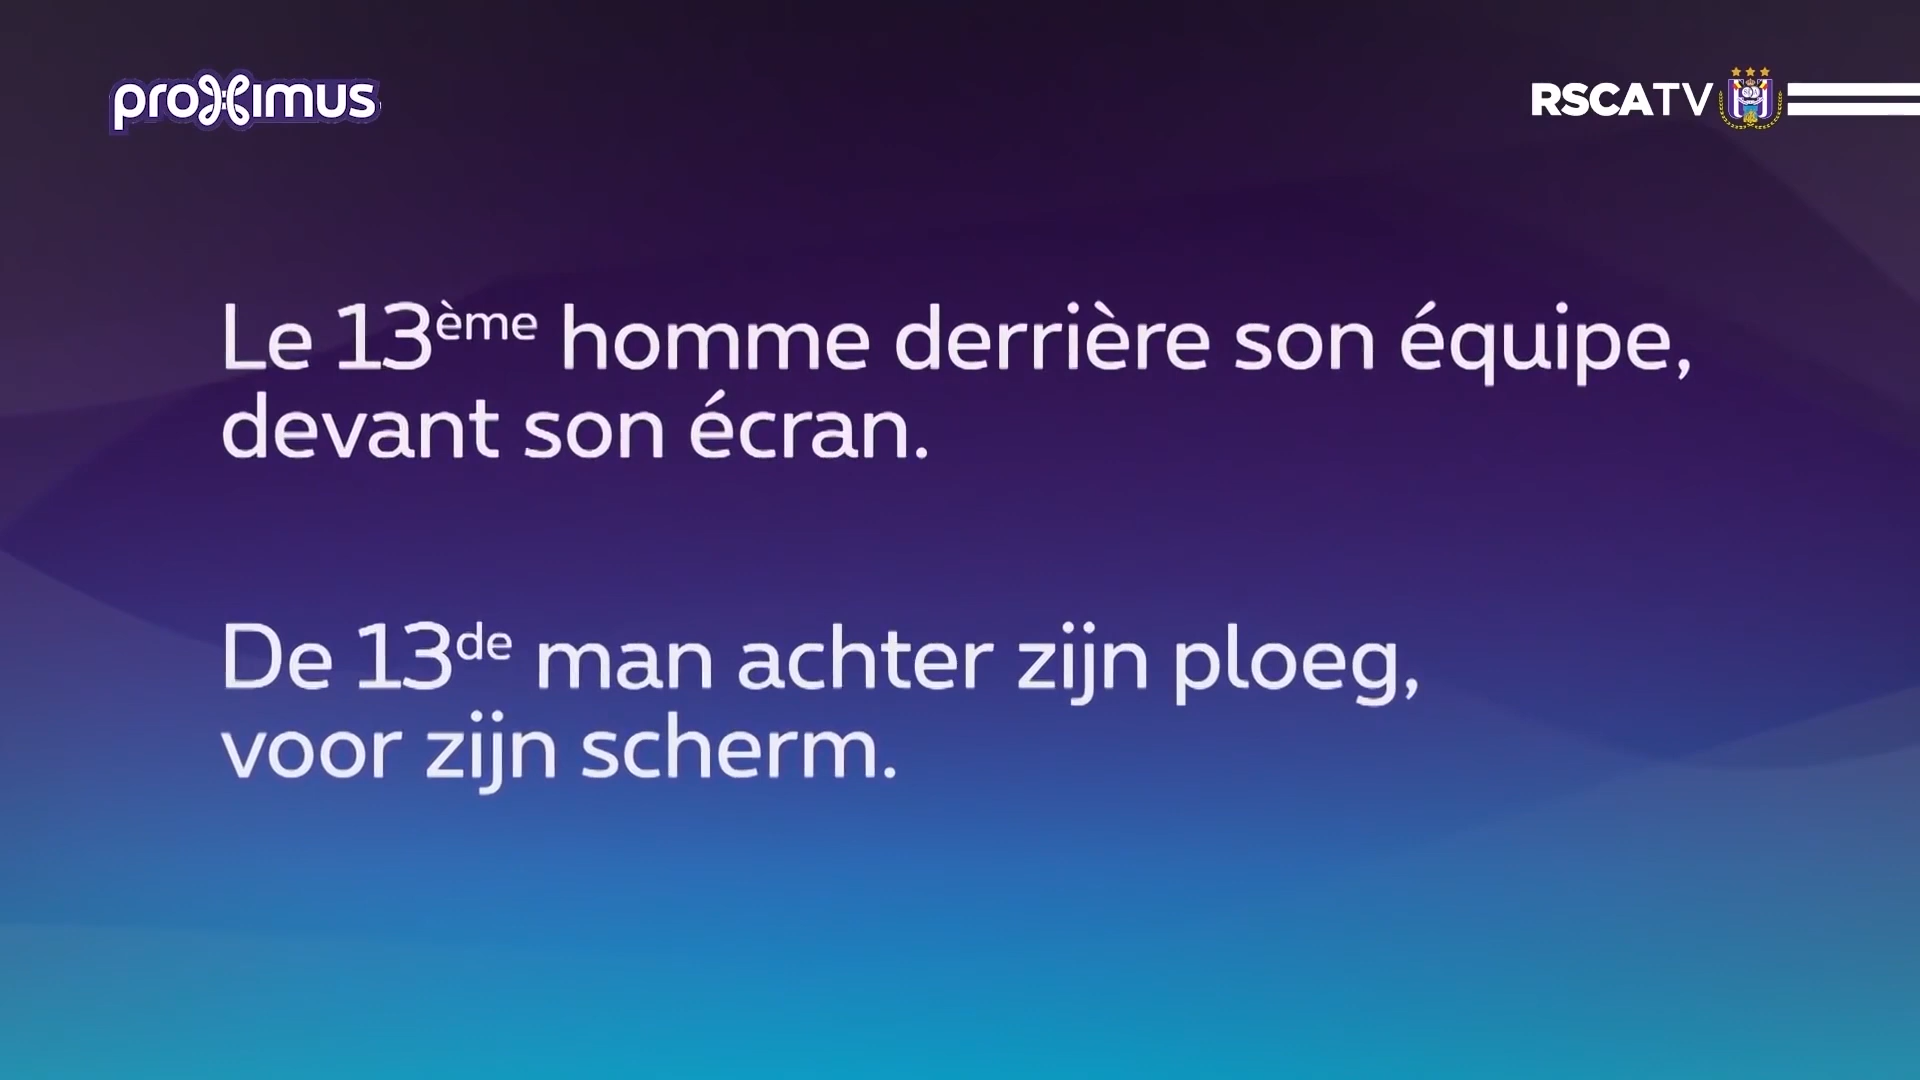 proximus
RSCATV
Le 13ème homme derrière son équipe,
devant son écran.
De 13de man achter zijn ploeg,
voor zijn scherm.